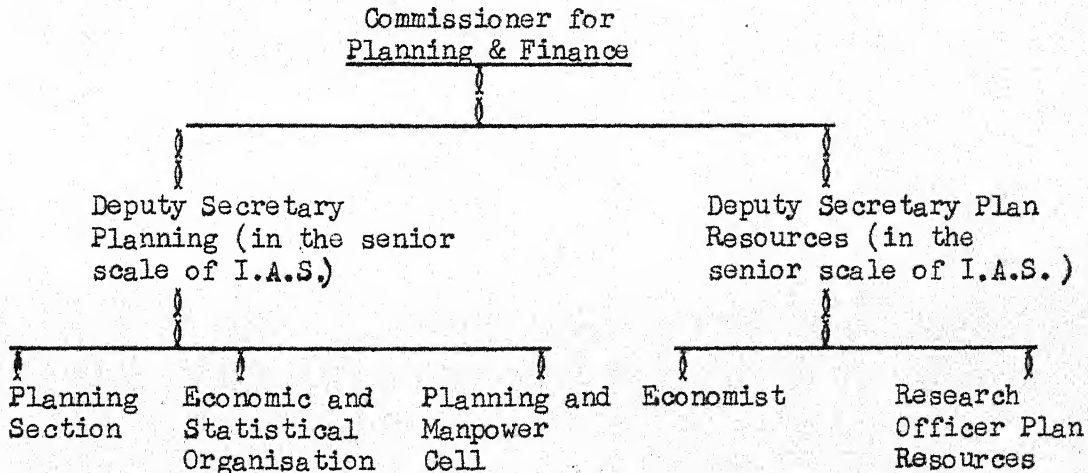 Commissioner for
Planning & Finance
Deputy Secretary
Planning (in the senior
scale of I.A.S.)
Deputy Secretary Plan
Resources (in the
senior scale of I.A.S.)
Planning
Section
Economic and
Statistical
Organisation
Planning and
Manpower
Cell
Economist
Research
Officer Plan
Resources